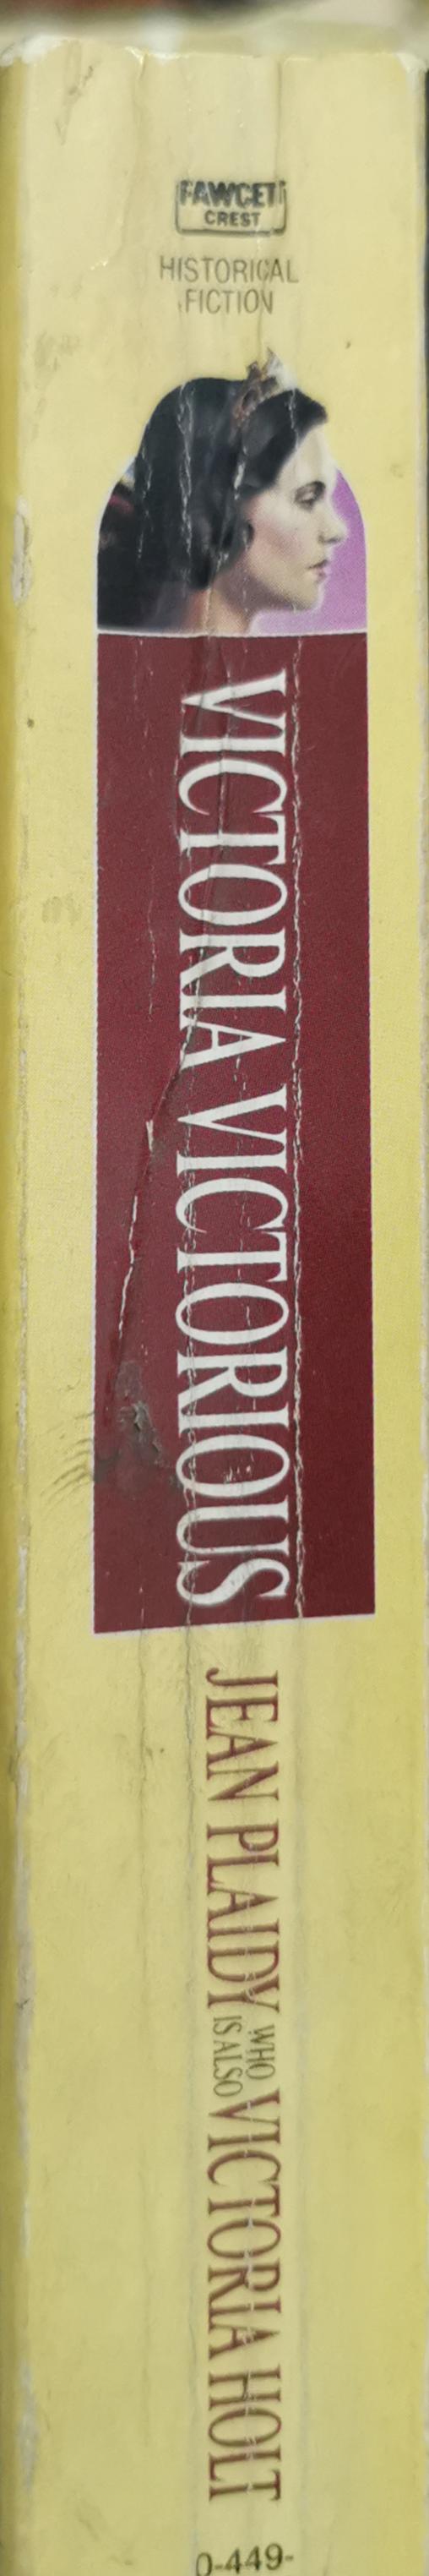 FAWCETT
CREST
HISTORICAL
FICTION
VICTORIA VICTORIOUS
JEAN PLAIDY WHO IS ALSO VICTORIA HOLT
0-449-